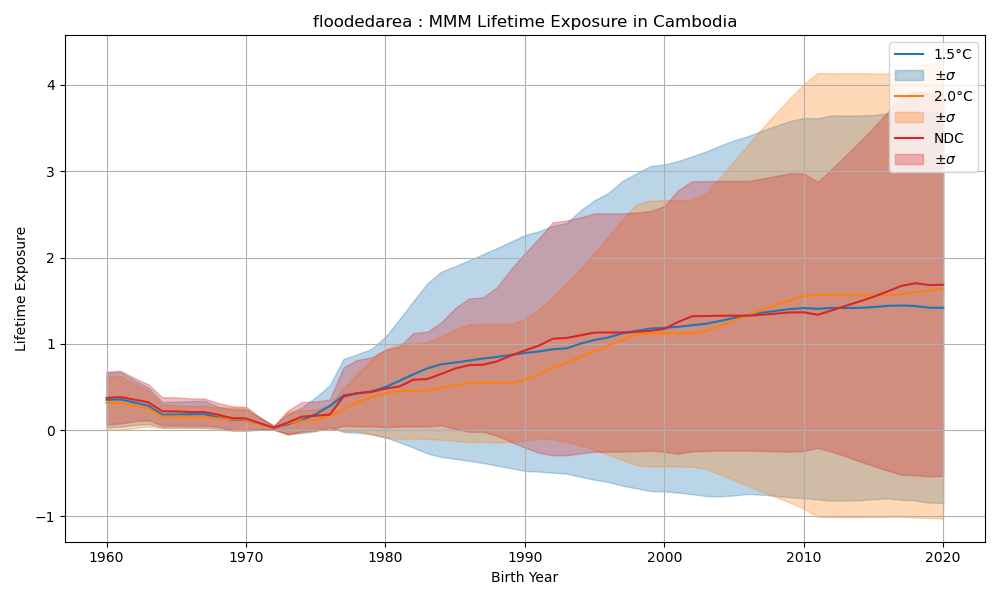 floodedarea : MMM Lifetime Exposure in Cambodia
Lifetime Exposure
4
3
2
1
0
−1
1960 1970 1980 1990 2000 2010 2020
Birth Year
1.5°C
±σ
2.0°C
±σ
NDC
±σ